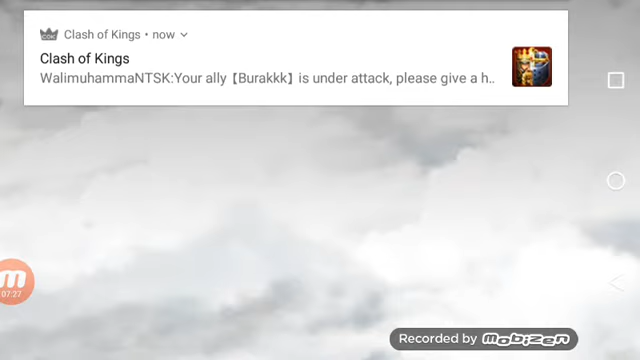 Clash of Kings • now
Clash of Kings
WalimuhammaNTSK:Your ally【Burakkk】is under attack, please give a h..
07:27
Recorded by MOBIZEN